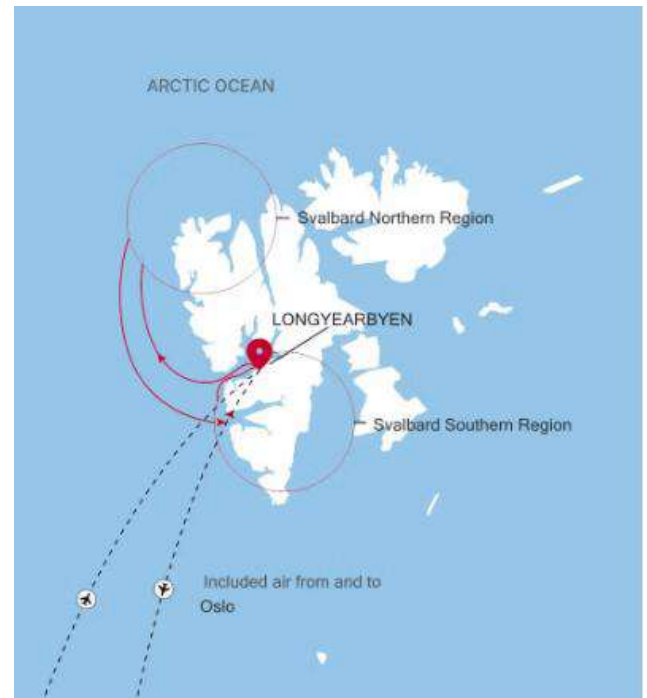 ARCTIC OCEAN
Svalbard Northern Region
LONGYEARBYEN
Svalbard Southern Region
Included air from and to
Oslo